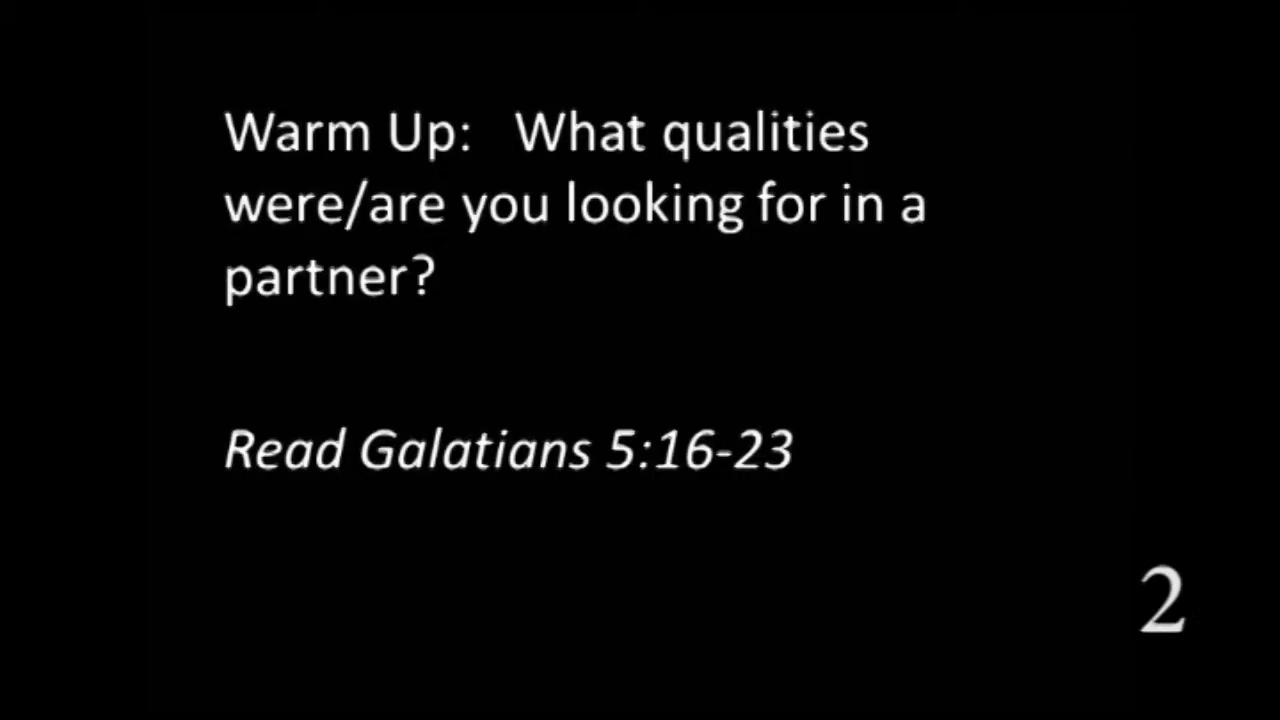 Warm Up:   What qualities
were/are you looking for in a
partner?
Read Galatians 5:16-23
2